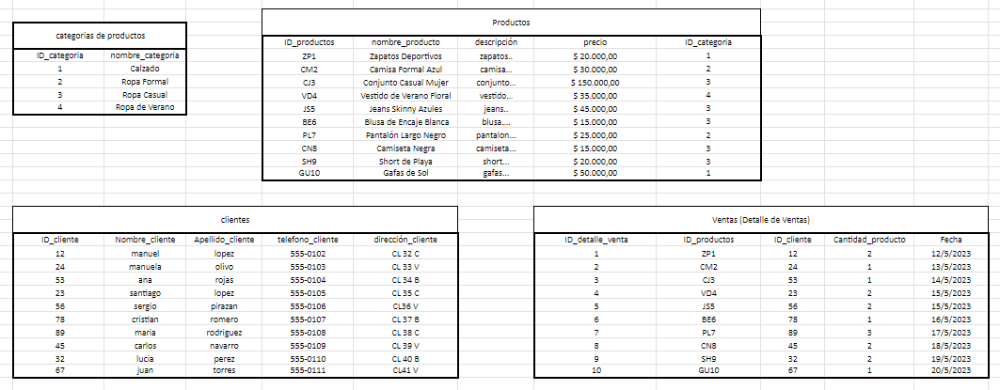 categorias de productos
ID_categoria nombre_categoria
1 Calzado
2 Ropa Formal
3 Ropa Casual
4 Ropa de Verano
Productos
ID_productos nombre_producto descripción precio ID_categoria
ZP1 Zapatos Deportivos zapatos.. $ 20.000,00 1
CM2 Camisa Formal Azul camisa... $ 30.000,00 2
CJ3 Conjunto Casual Mujer conjunto... $ 150.000,00 3
VD4 Vestido de Verano Floral vestido... $ 35.000,00 4
JS5 Jeans Skinny Azules jeans.. $ 45.000,00 3
BE6 Blusa de Encaje Blanca blusa.... $ 15.000,00 3
PL7 Pantalón Largo Negro pantalon... $ 25.000,00 2
CN8 Camiseta Negra camiseta... $ 15.000,00 3
SH9 Short de Playa short... $ 20.000,00 3
GU10 Gafas de Sol gafas... $ 50.000,00 1
clientes
ID_cliente Nombre_cliente Apellido_cliente telefono_cliente dirección_cliente
12 manuel lopez 555-0102 CL 32 C
24 manuela olivo 555-0103 CL 33 V
53 ana rojas 555-0104 CL 34 B
23 santiago lopez 555-0105 CL 35 C
56 sergio pirazan 555-0106 CL36 V
78 cristian romero 555-0107 CL 37 B
89 maria rodriguez 555-0108 CL 38 C
45 carlos navarro 555-0109 CL 39 V
32 lucia perez 555-0110 CL 40 B
67 juan torres 555-0111 CL41 V
Ventas (Detalle de Ventas)
ID_detalle_venta ID_productos ID_cliente Cantidad_producto Fecha
1 ZP1 12 2 12/5/2023
2 CM2 24 1 13/5/2023
3 CJ3 53 1 14/5/2023
4 VD4 23 2 15/5/2023
5 JS5 56 2 15/5/2023
6 BE6 78 1 16/5/2023
7 PL7 89 3 17/5/2023
8 CN8 45 2 18/5/2023
9 SH9 32 2 19/5/2023
10 GU10 67 1 20/5/2023